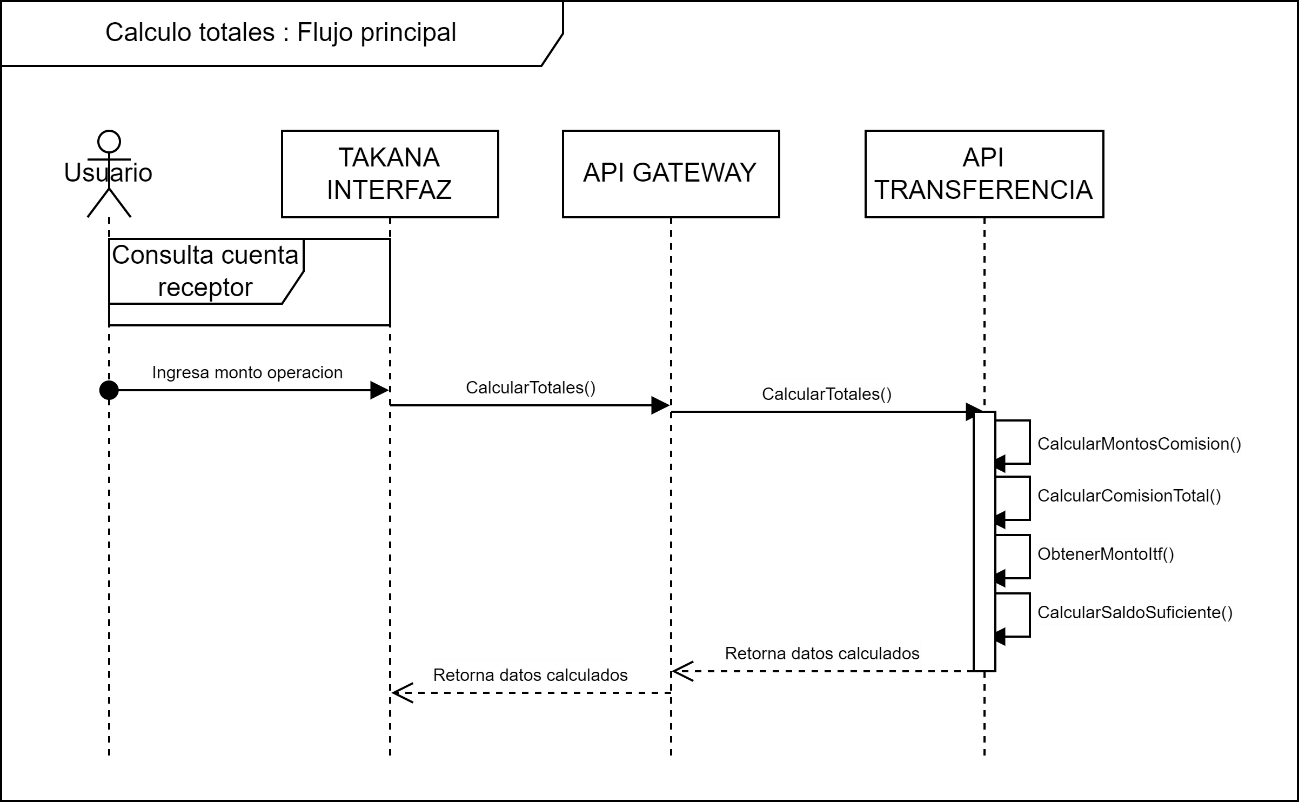 Calculo totales : Flujo principal
Usuario
TAKANA
INTERFAZ
API GATEWAY
API
TRANSFERENCIA
Consulta cuenta
receptor
Ingresa monto operacion
CalcularTotales()
CalcularTotales()
CalcularMontosComision()
CalcularComisionTotal()
ObtenerMontoItf()
CalcularSaldoSuficiente()
Retorna datos calculados
Retorna datos calculados